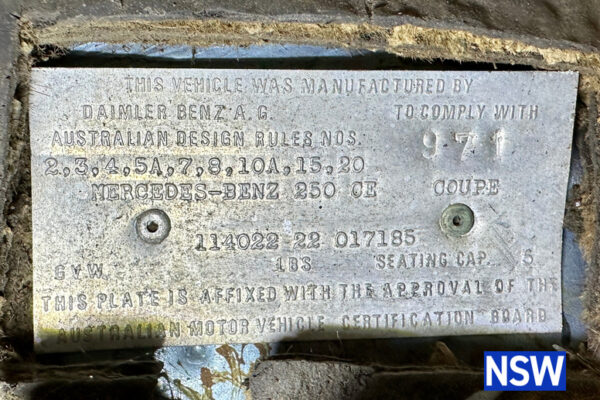 THIS VEHICLE WAS MANUFACTURED BY
DAIMLER BENZ A.G. TO COMPLY WITH
AUSTRALIAN DESIGN RULES NOS. 971
2,3,4,5A,7,8,10A,15,20
MERCEDES-BENZ 250 CE COUPE
114022-22 017185
G.V.W. LBS SEATING CAP. 5
THIS PLATE IS AFFIXED WITH THE APPROVAL OF THE
AUSTRALIAN MOTOR VEHICLE CERTIFICATION BOARD
NSW